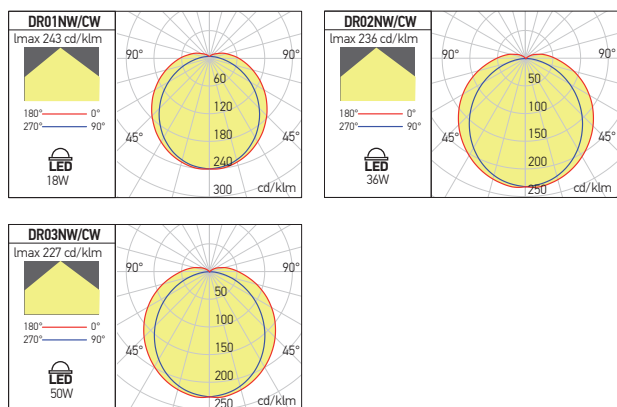 DR01NW/CW
Imax 243 cd/klm
180° 0°
270° 90°
LED
18W
90° 90°
60
120
45° 45°
180
240
300 cd/klm
DR02NW/CW
Imax 236 cd/klm
180° 0°
270° 90°
LED
36W
90° 90°
50
100
45° 45°
150
200
250 cd/klm
DR03NW/CW
Imax 227 cd/klm
180° 0°
270° 90°
LED
50W
90° 90°
50
100
45° 45°
150
200
250 cd/klm